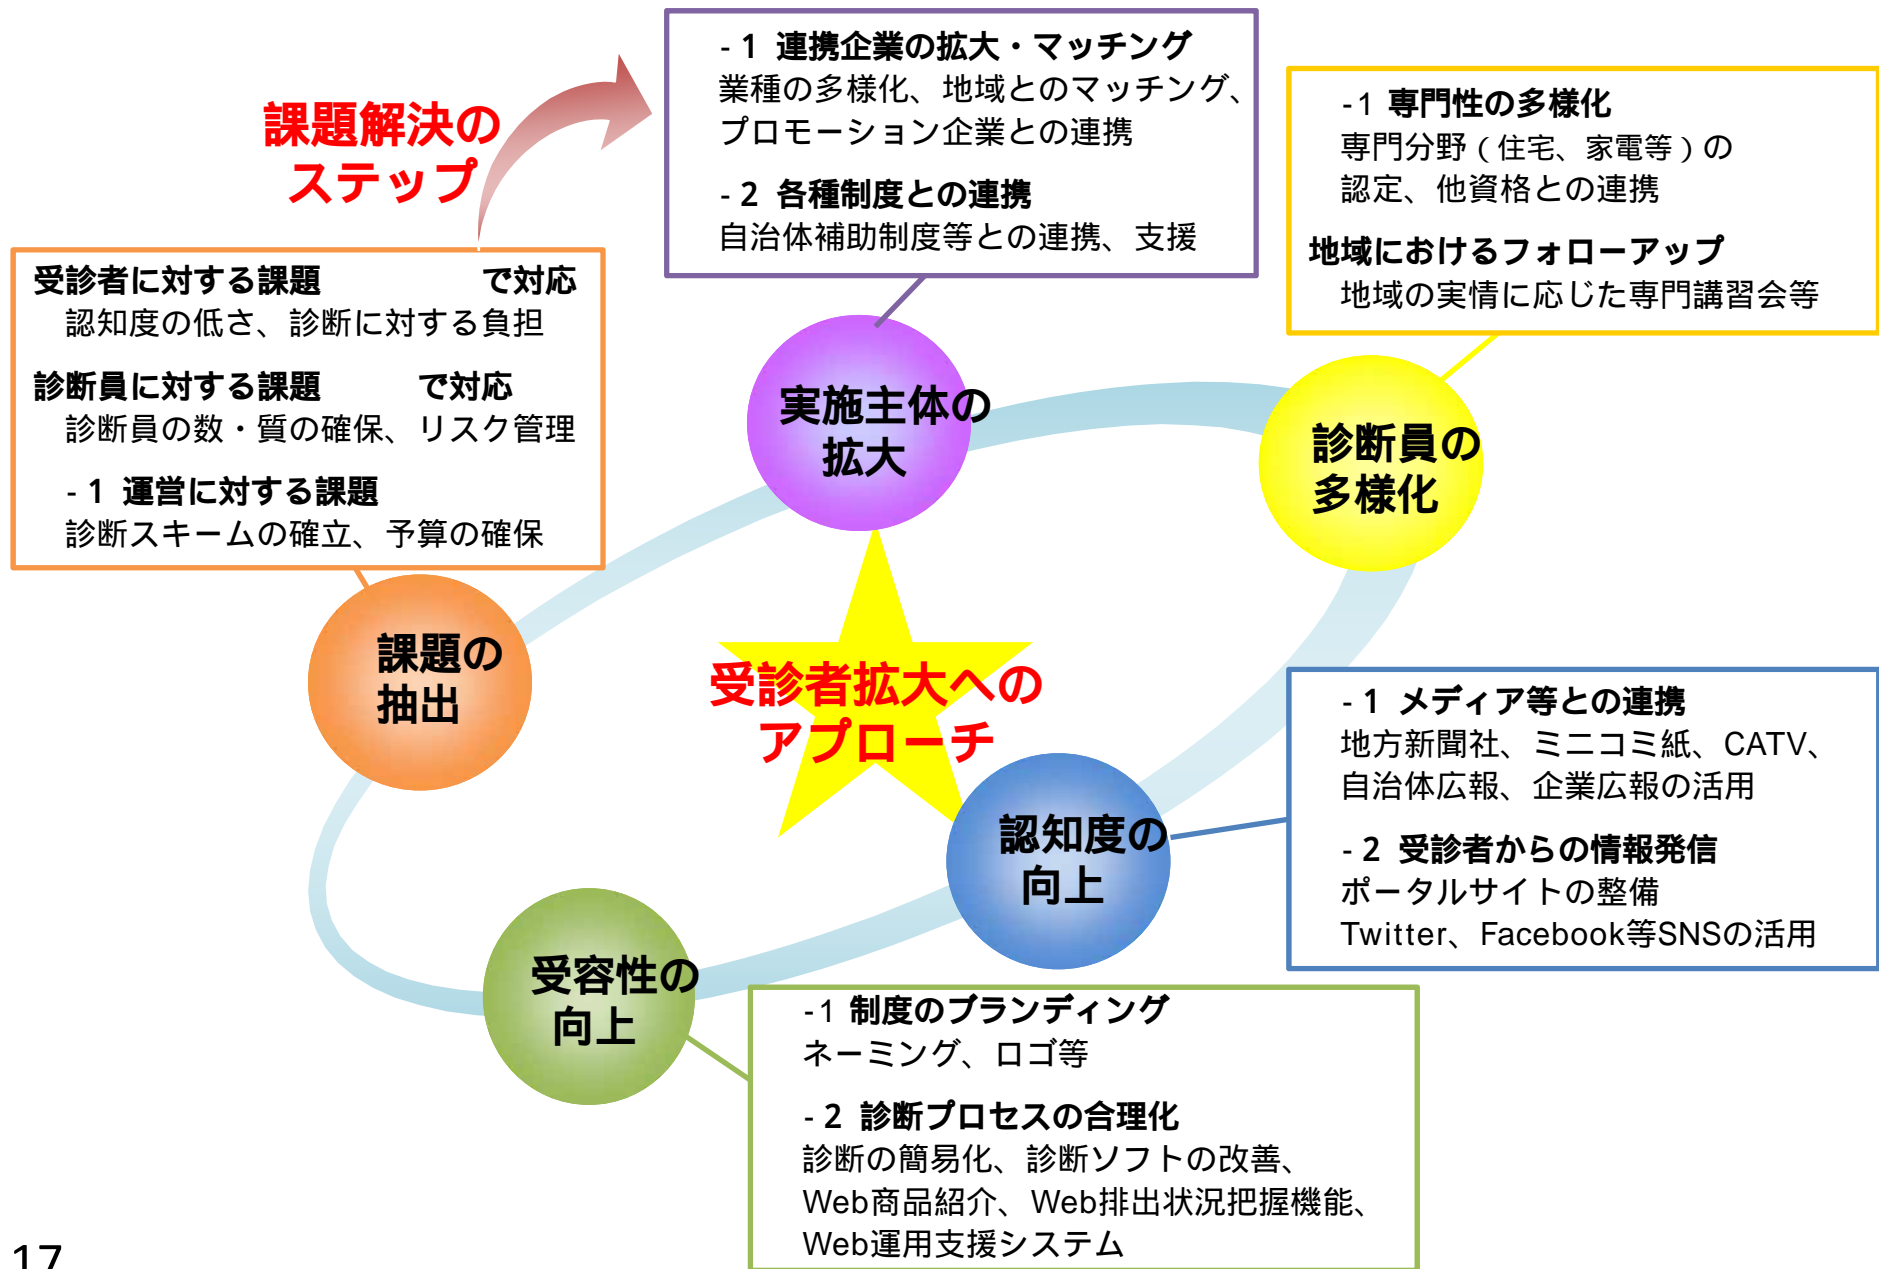 課題解決の
ステップ
-1 連携企業の拡大・マッチング
業種の多様化、地域とのマッチング、
プロモーション企業との連携
-2 各種制度との連携
自治体補助制度等との連携、支援
-1 専門性の多様化
専門分野（住宅、家電等）の
認定、他資格との連携
地域におけるフォローアップ
地域の実情に応じた専門講習会等
受診者に対する課題 で対応
認知度の低さ、診断に対する負担
診断員に対する課題 で対応
診断員の数・質の確保、リスク管理
-1 運営に対する課題
診断スキームの確立、予算の確保
実施主体の
拡大
診断員の
多様化
課題の
抽出
受診者拡大への
アプローチ
認知度の
向上
受容性の
向上
-1 メディア等との連携
地方新聞社、ミニコミ紙、CATV、
自治体広報、企業広報の活用
-2 受診者からの情報発信
ポータルサイトの整備
Twitter、Facebook等SNSの活用
-1 制度のブランディング
ネーミング、ロゴ等
-2 診断プロセスの合理化
診断の簡易化、診断ソフトの改善、
Web商品紹介、Web排出状況把握機能、
Web運用支援システム
17